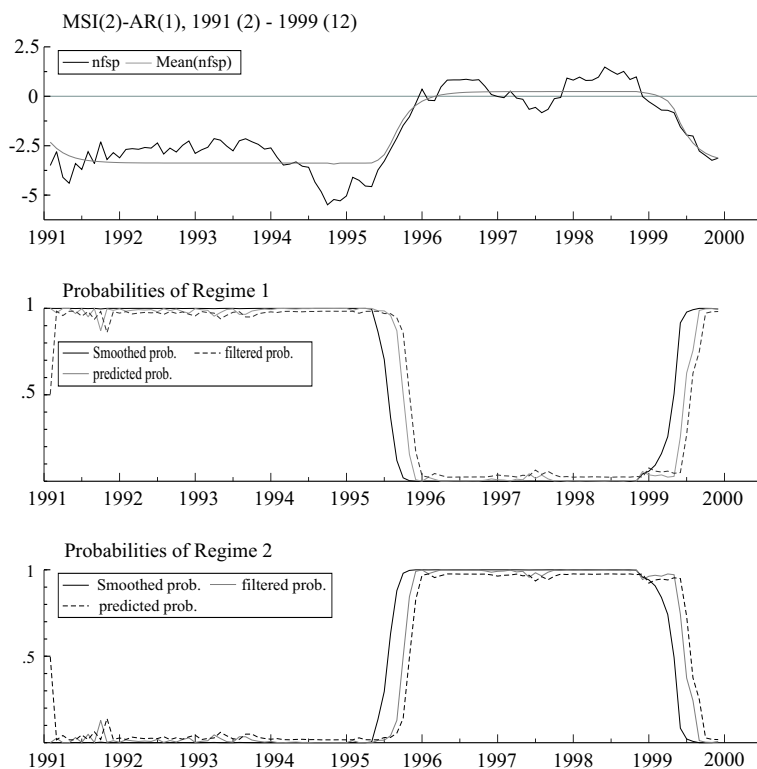 MSI(2)-AR(1), 1991 (2) - 1999 (12)
2.5
nfsp Mean(nfsp)
0
-2.5
-5
1991 1992 1993 1994 1995 1996 1997 1998 1999 2000
Probabilities of Regime 1
1
Smoothed prob. filtered prob.
predicted prob.
.5
1991 1992 1993 1994 1995 1996 1997 1998 1999 2000
Probabilities of Regime 2
1
Smoothed prob. filtered prob.
predicted prob.
.5
1991 1992 1993 1994 1995 1996 1997 1998 1999 2000